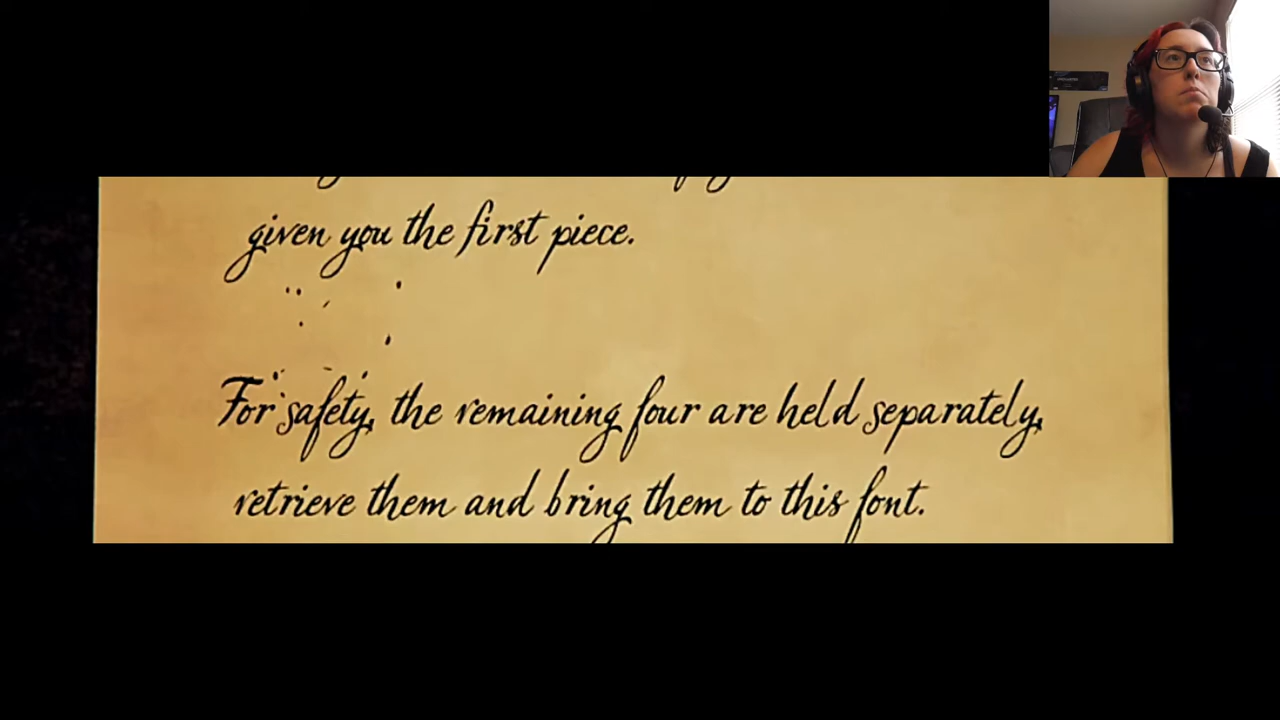 given you the first piece.
For safety, the remaining four are held separately,
retrieve them and bring them to this font.